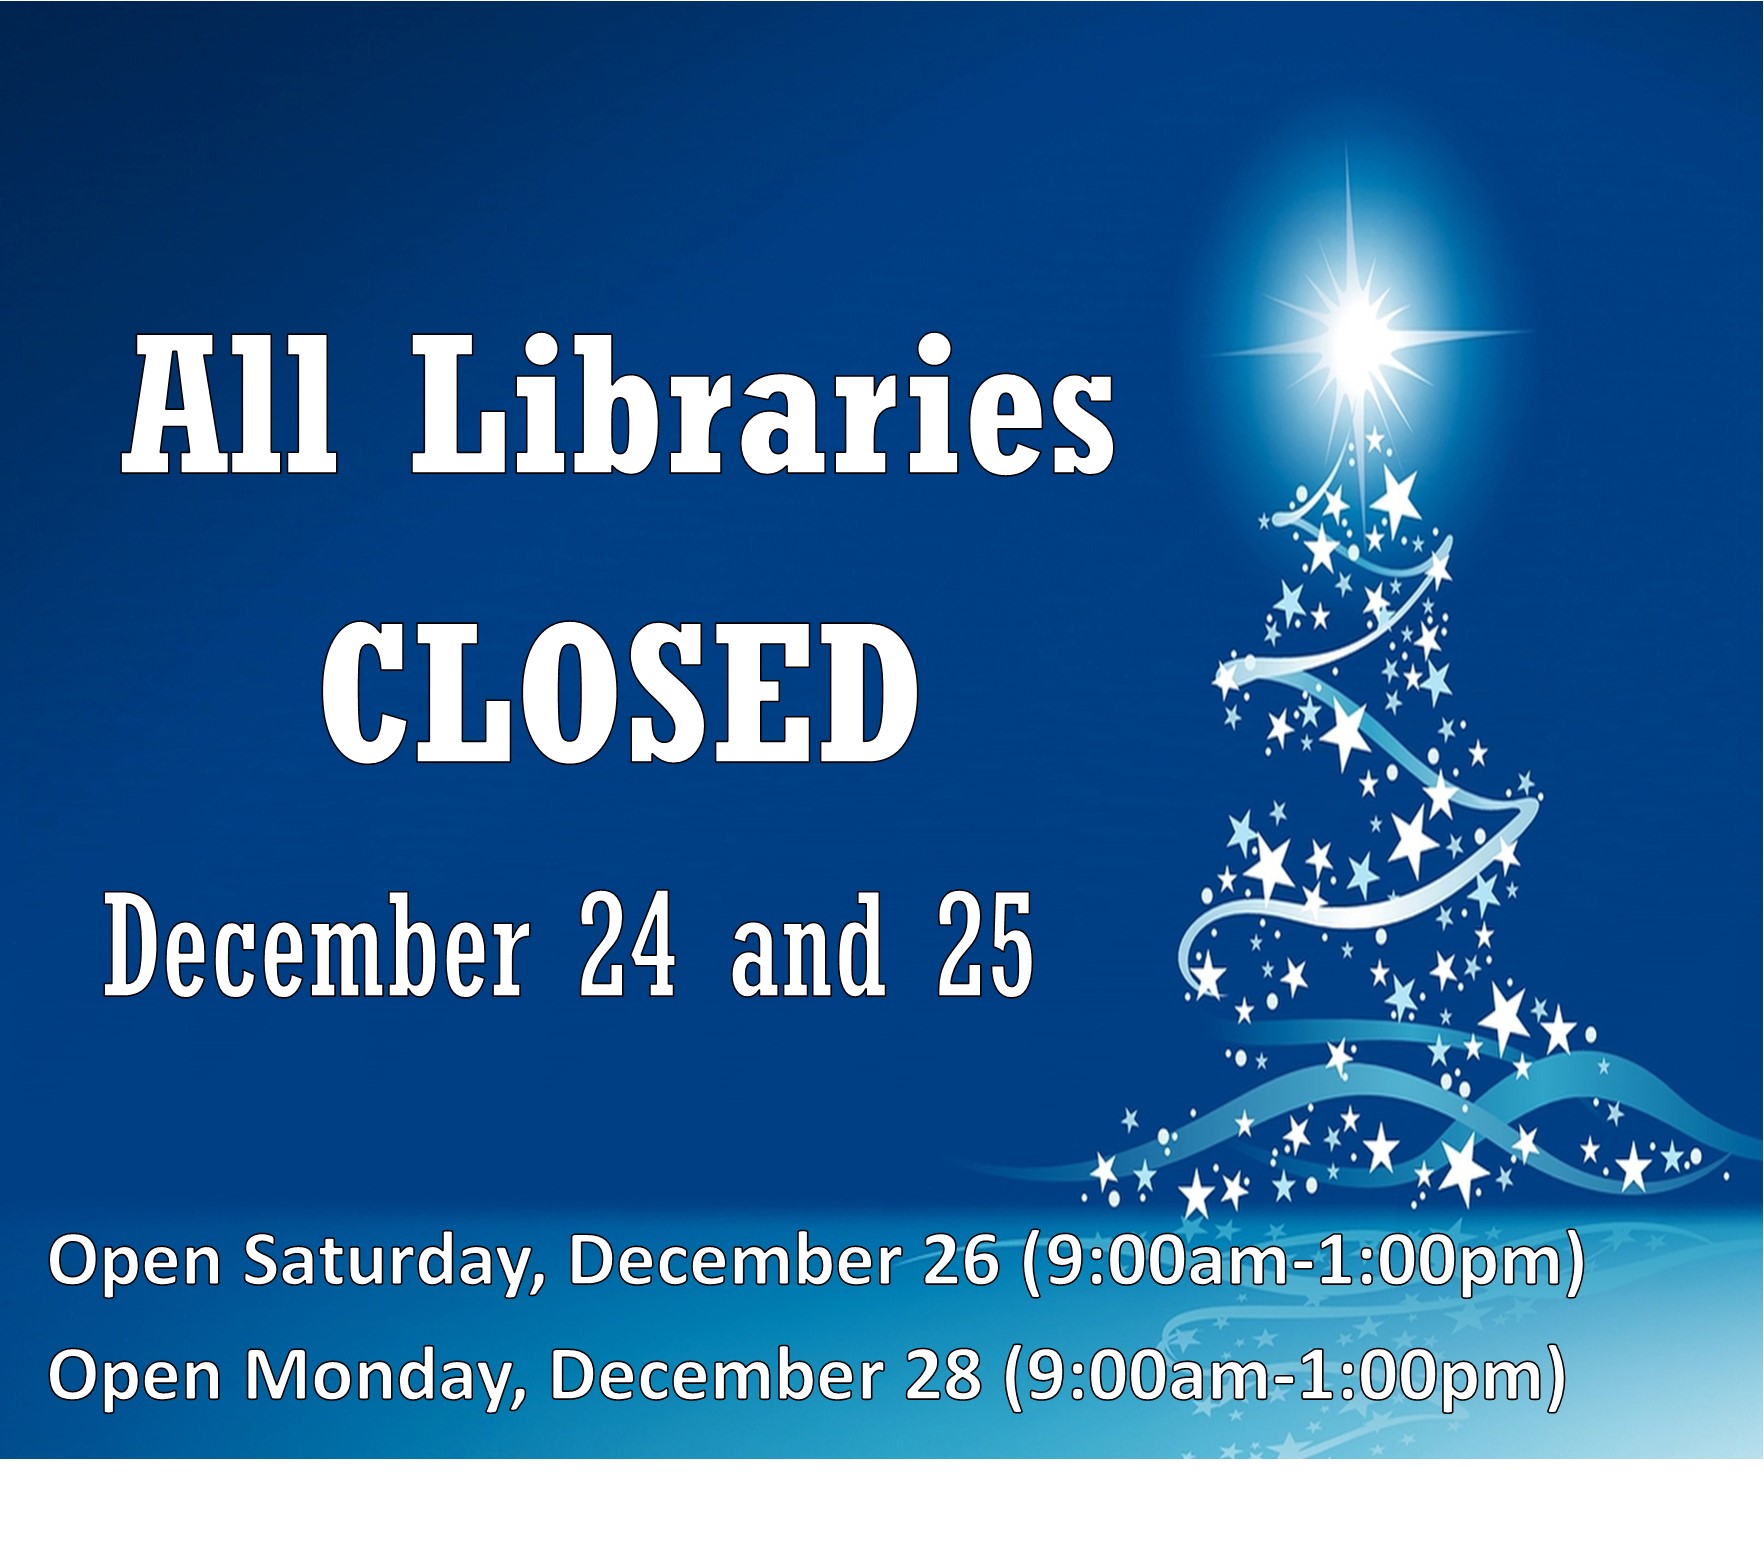 All Libraries
CLOSED
December 24 and 25
Open Saturday, December 26 (9:00am-1:00pm)
Open Monday, December 28 (9:00am-1:00pm)